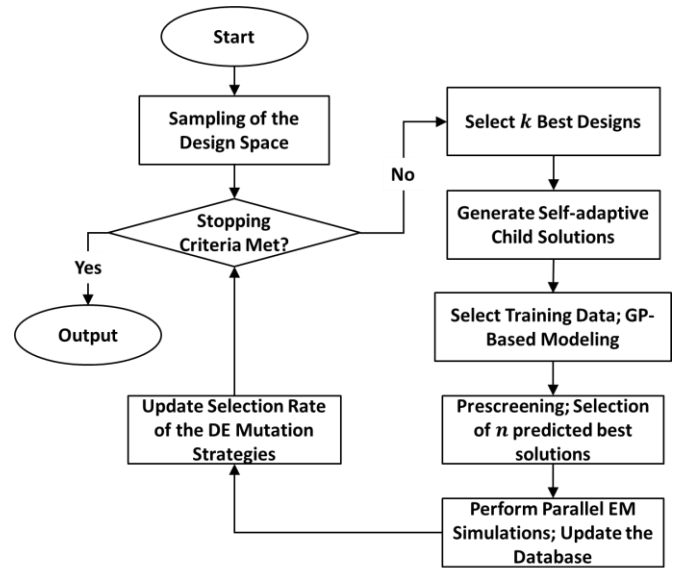 Start
Sampling of the
Design Space
Stopping
Criteria Met?
Yes
Output
No
Select k Best Designs
Generate Self-adaptive
Child Solutions
Select Training Data; GP-
Based Modeling
Prescreening; Selection
of n predicted best
solutions
Perform Parallel EM
Simulations; Update the
Database
Update Selection Rate
of the DE Mutation
Strategies